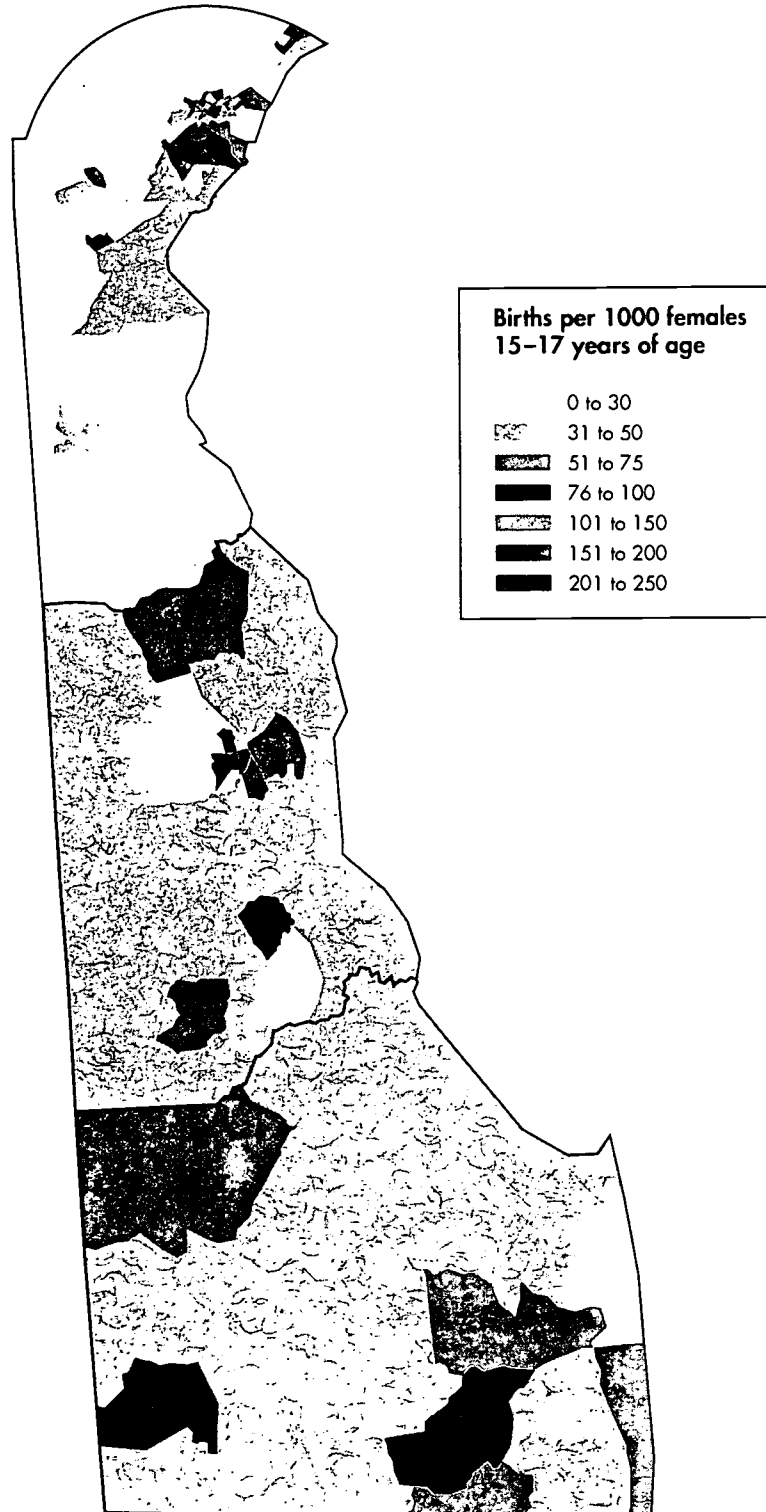 Births per 1000 females
15–17 years of age
0 to 30
31 to 50
51 to 75
76 to 100
101 to 150
151 to 200
201 to 250